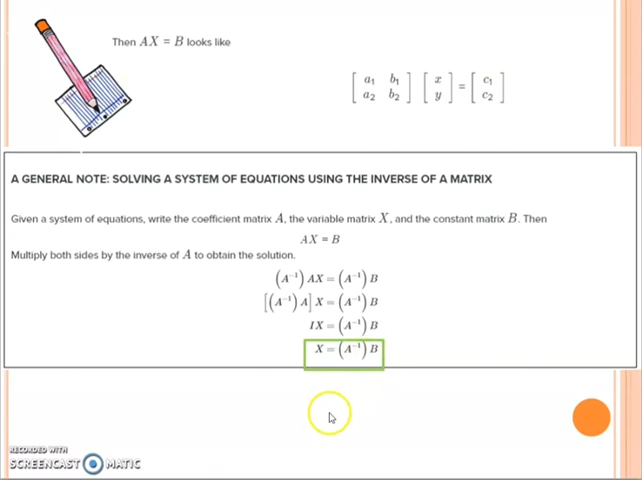 Then AX = B looks like
[ a₁ b₁ ] [ x ] = [ c₁ ]
[ a₂ b₂ ] [ y ] [ c₂ ]
A GENERAL NOTE: SOLVING A SYSTEM OF EQUATIONS USING THE INVERSE OF A MATRIX
Given a system of equations, write the coefficient matrix A, the variable matrix X, and the constant matrix B. Then
AX = B
Multiply both sides by the inverse of A to obtain the solution.
(A⁻¹) AX = (A⁻¹) B
[(A⁻¹) A] X = (A⁻¹) B
IX = (A⁻¹) B
X = (A⁻¹) B
RECORDED WITH
SCREENCAST MATIC